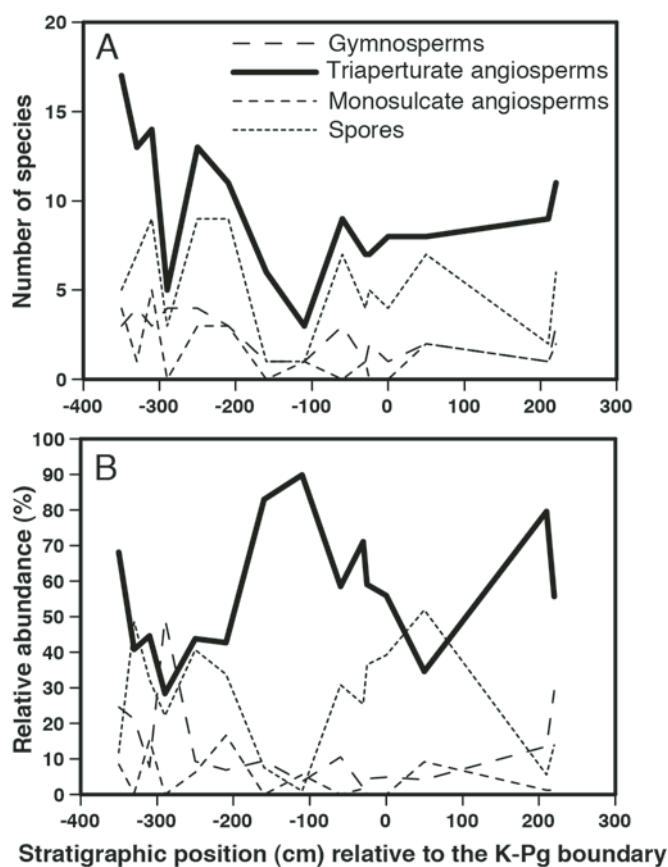 A
Gymnosperms
Triaperturate angiosperms
Monosulcate angiosperms
Spores
Number of species
20
15
10
5
0
-400 -300 -200 -100 0 100 200 300
B
Relative abundance (%)
100
90
80
70
60
50
40
30
20
10
0
-400 -300 -200 -100 0 100 200 300
Stratigraphic position (cm) relative to the K-Pg boundary